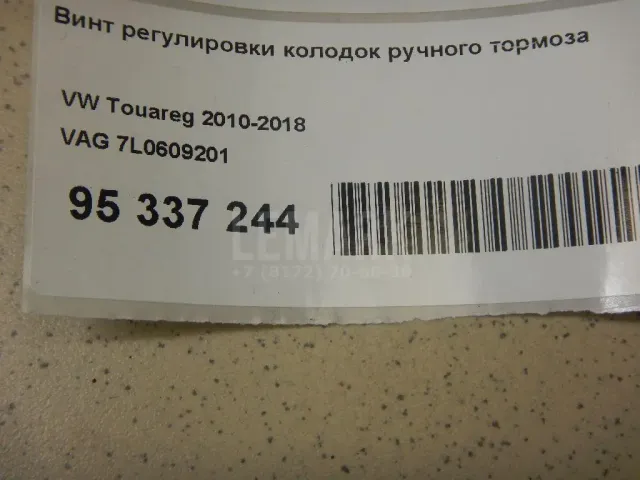 Винт регулировки колодок ручного тормоза
VW Touareg 2010-2018
VAG 7L0609201
95 337 244